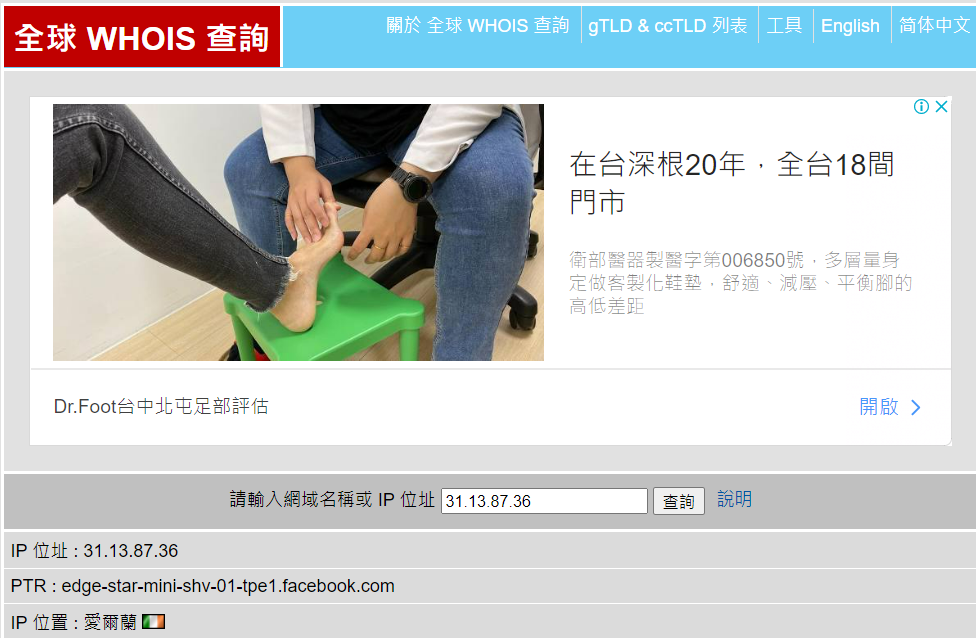 全球 WHOIS 查詢
關於 全球 WHOIS 查詢
gTLD & ccTLD 列表
工具
English
简体中文
在台深根20年，全台18間
門市
衛部醫器製醫字第006850號，多層量身
定做客製化鞋墊，舒適、減壓、平衡腳的
高低差距
Dr.Foot台中北屯足部評估
開啟
請輸入網域名稱或 IP 位址 31.13.87.36 查詢 說明
IP 位址 : 31.13.87.36
PTR : edge-star-mini-shv-01-tpe1.facebook.com
IP 位置 : 愛爾蘭